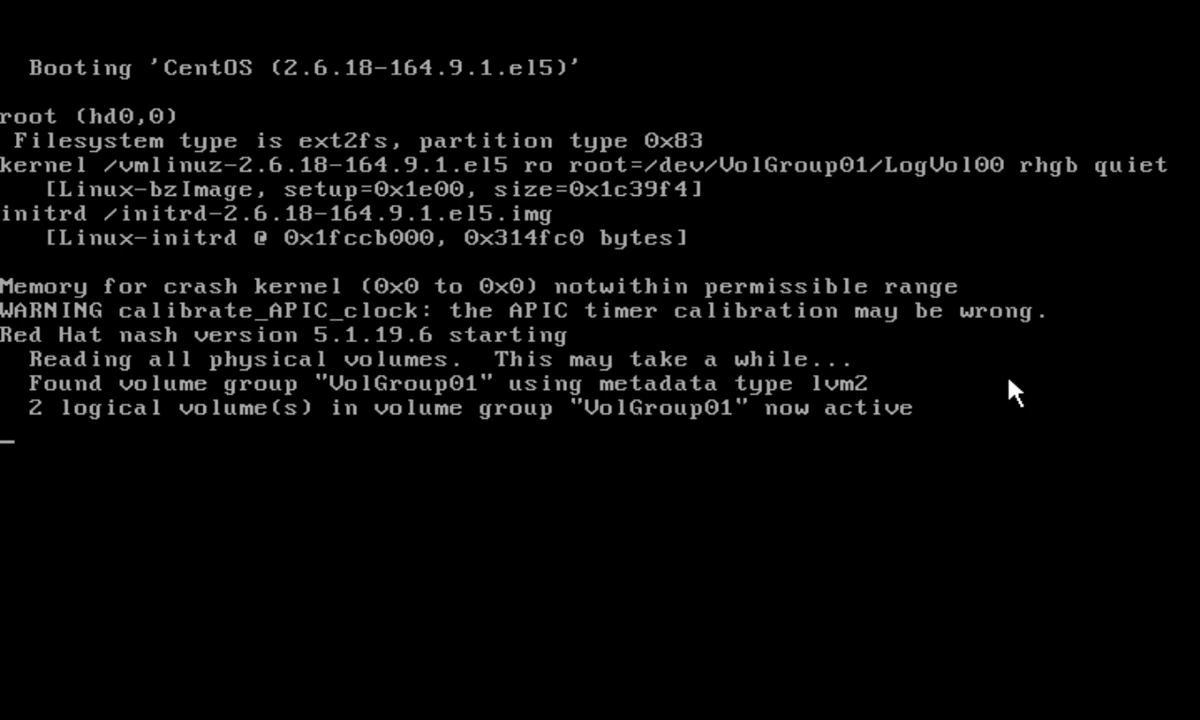 Booting 'CentOS (2.6.18-164.9.1.el5)'
root (hd0,0)
Filesystem type is ext2fs, partition type 0x83
kernel /vmlinuz-2.6.18-164.9.1.el5 ro root=/dev/VolGroup01/LogVol00 rhgb quiet
[Linux-bzImage, setup=0x1e00, size=0x1c39f4]
initrd /initrd-2.6.18-164.9.1.el5.img
[Linux-initrd @ 0x1fccb000, 0x314fc0 bytes]
Memory for crash kernel (0x0 to 0x0) notwithin permissible range
WARNING calibrate_APIC_clock: the APIC timer calibration may be wrong.
Red Hat nash version 5.1.19.6 starting
Reading all physical volumes.  This may take a while...
Found volume group "VolGroup01" using metadata type lvm2
2 logical volume(s) in volume group "VolGroup01" now active